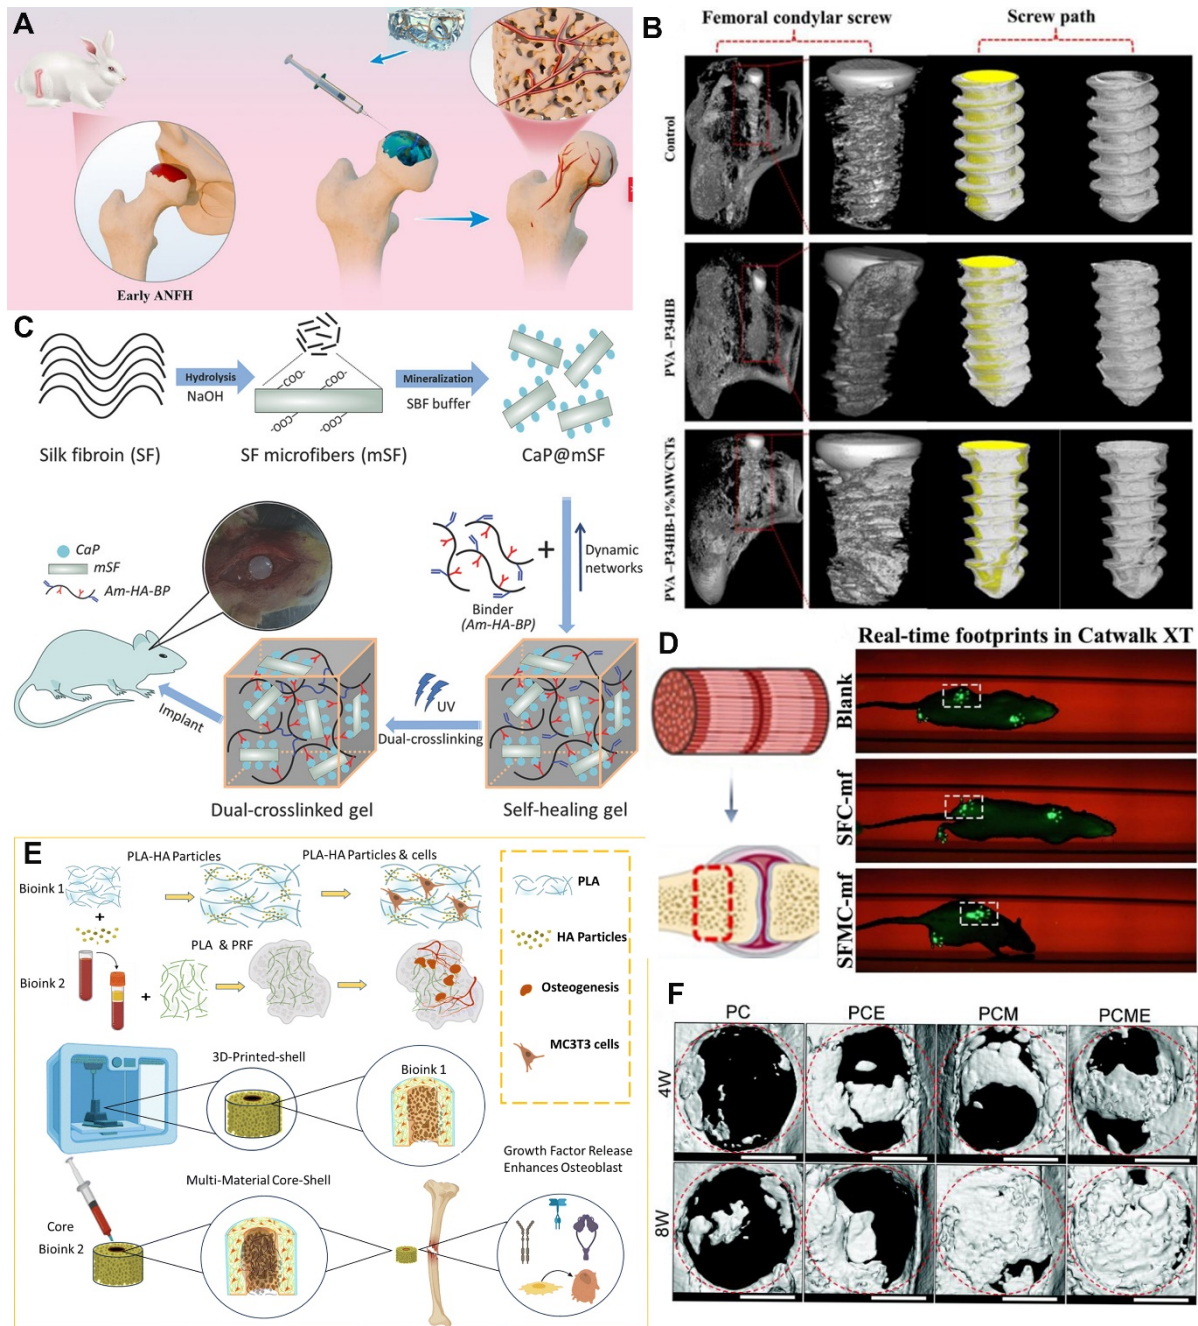 A
Early ANFH
B
Femoral condylar screw
Screw path
Control
PVA–P34HB
PVA–P34HB-1%MWCNTs
C
Hydrolysis
NaOH
-COO-
-COO-
-COO-
-COO-
Mineralization
SBF buffer
Silk fibroin (SF)
SF microfibers (mSF)
CaP@mSF
CaP
mSF
Am-HA-BP
+
Dynamic
networks
Binder
(Am-HA-BP)
Implant
UV
Dual-crosslinking
Dual-crosslinked gel
Self-healing gel
D
Real-time footprints in Catwalk XT
Blank
SFC-mf
SFMC-mf
E
PLA-HA Particles
PLA-HA Particles & cells
Bioink 1
+
PLA & PRF
Bioink 2
+
PLA
HA Particles
Osteogenesis
MC3T3 cells
3D-Printed-shell
Bioink 1
Multi-Material Core-Shell
Growth Factor Release
Enhances Osteoblast
Core
Bioink 2
F
PC
PCE
PCM
PCME
4W
8W